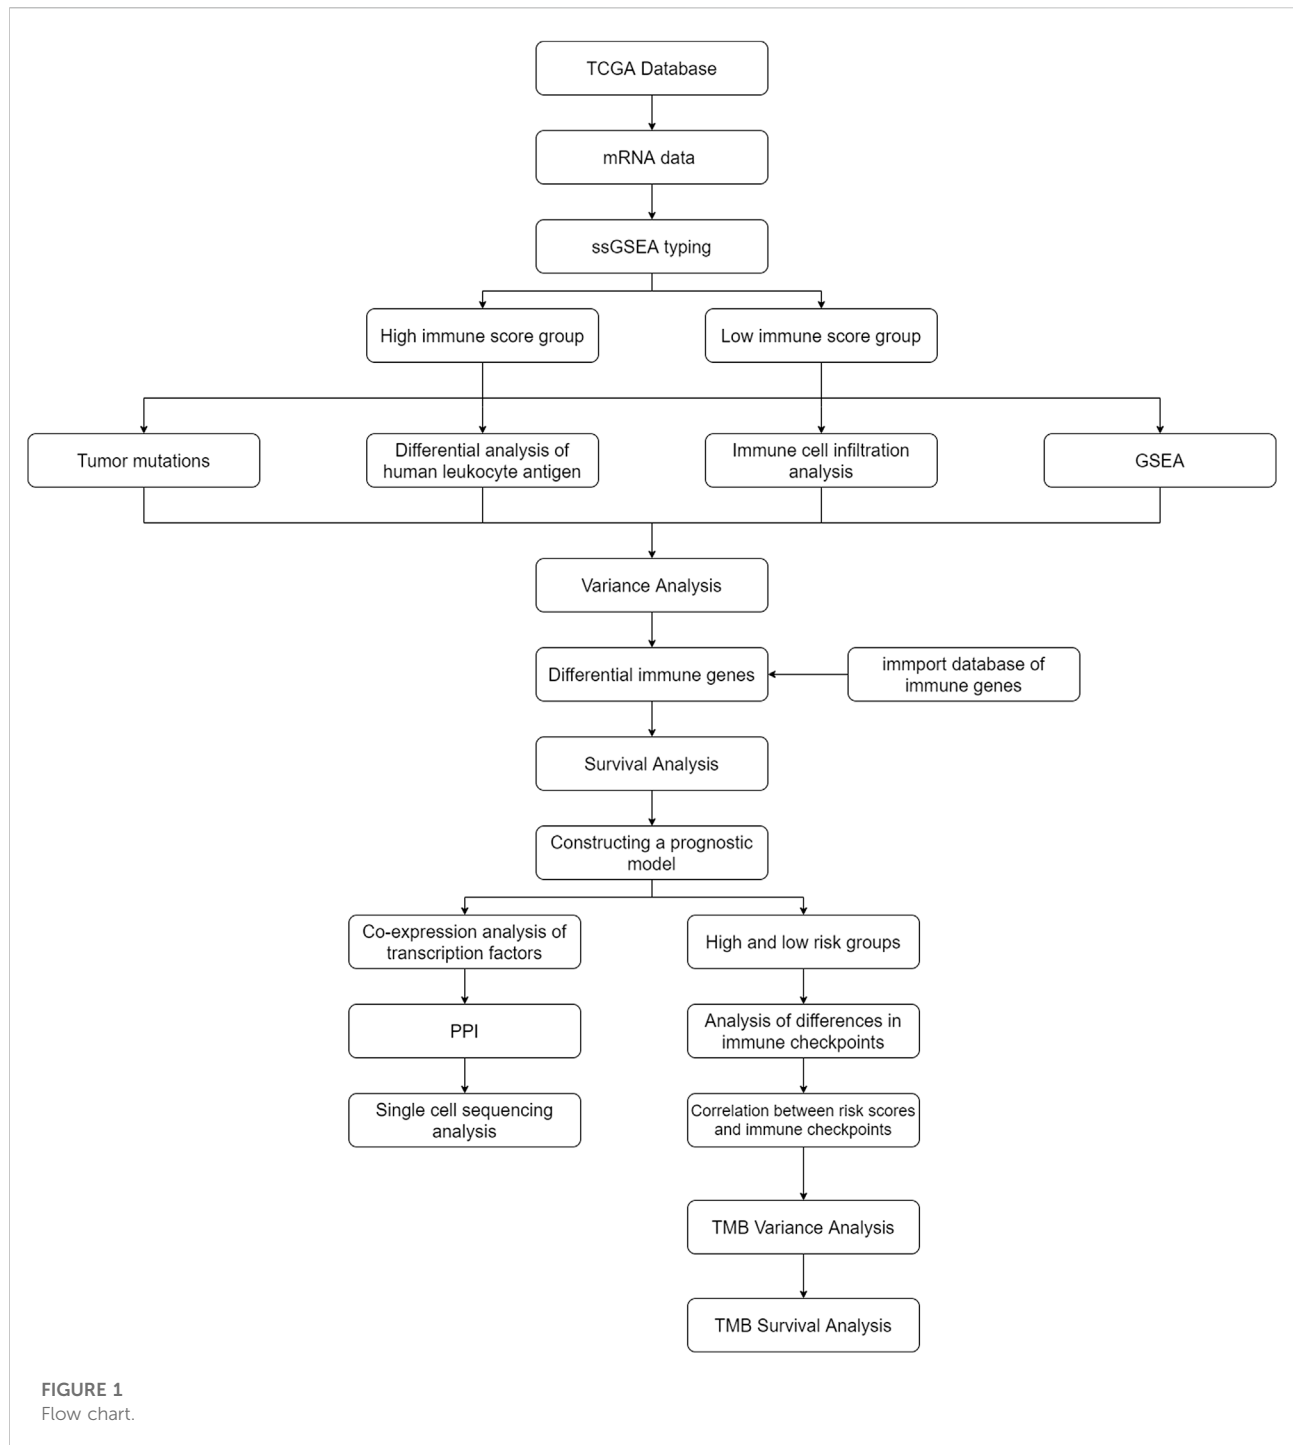 TCGA Database
mRNA data
ssGSEA typing
High immune score group
Low immune score group
Tumor mutations
Differential analysis of
human leukocyte antigen
Immune cell infiltration
analysis
GSEA
Variance Analysis
Differential immune genes
immport database of
immune genes
Survival Analysis
Constructing a prognostic
model
Co-expression analysis of
transcription factors
High and low risk groups
PPI
Analysis of differences in
immune checkpoints
Single cell sequencing
analysis
Correlation between risk scores
and immune checkpoints
TMB Variance Analysis
TMB Survival Analysis
FIGURE 1
Flow chart.